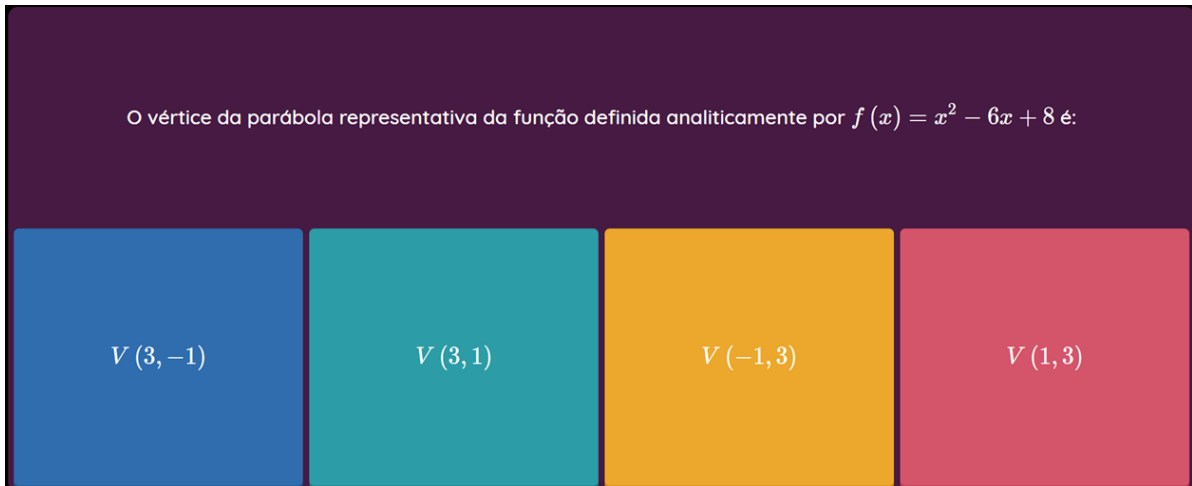 O vértice da parábola representativa da função definida analiticamente por f (x) = x² − 6x + 8 é:
V (3, −1)
V (3, 1)
V (−1, 3)
V (1, 3)